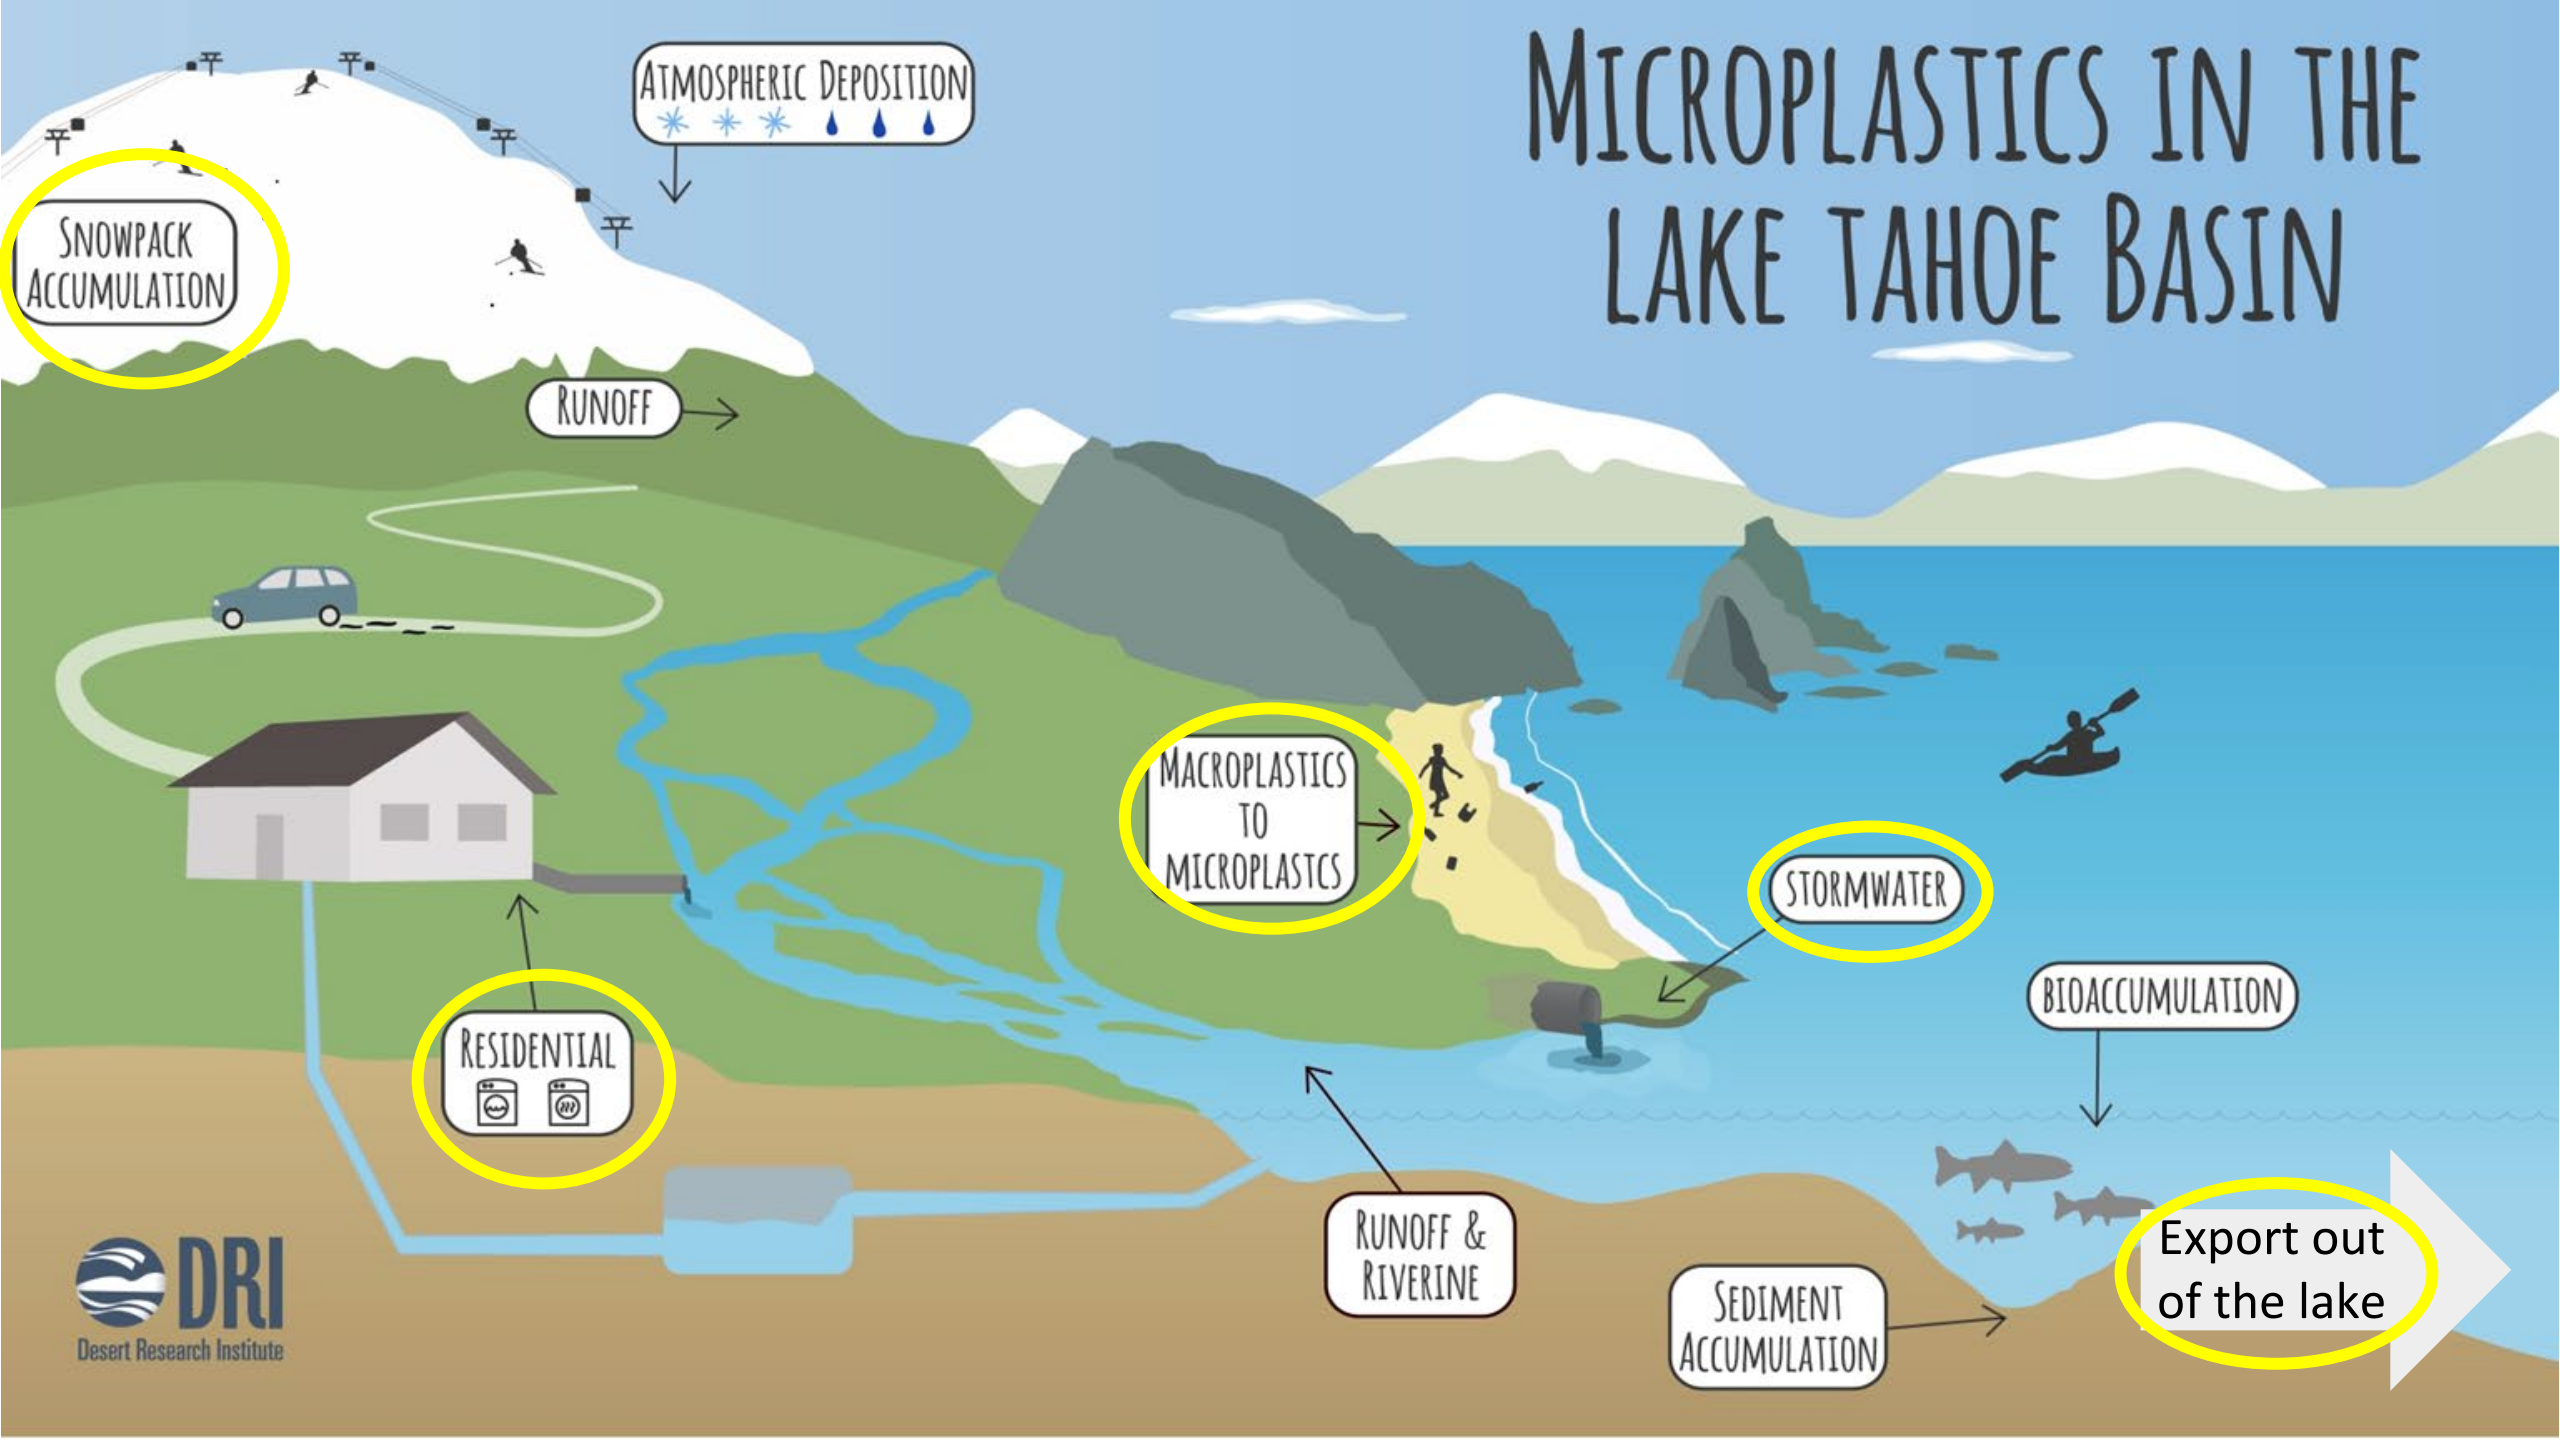 MICROPLASTICS IN THE
LAKE TAHOE BASIN
ATMOSPHERIC DEPOSITION
SNOWPACK
ACCUMULATION
RUNOFF
MACROPLASTICS
TO
MICROPLASTCS
STORMWATER
BIOACCUMULATION
RESIDENTIAL
RUNOFF &
RIVERINE
Export out
of the lake
SEDIMENT
ACCUMULATION
DRI
Desert Research Institute